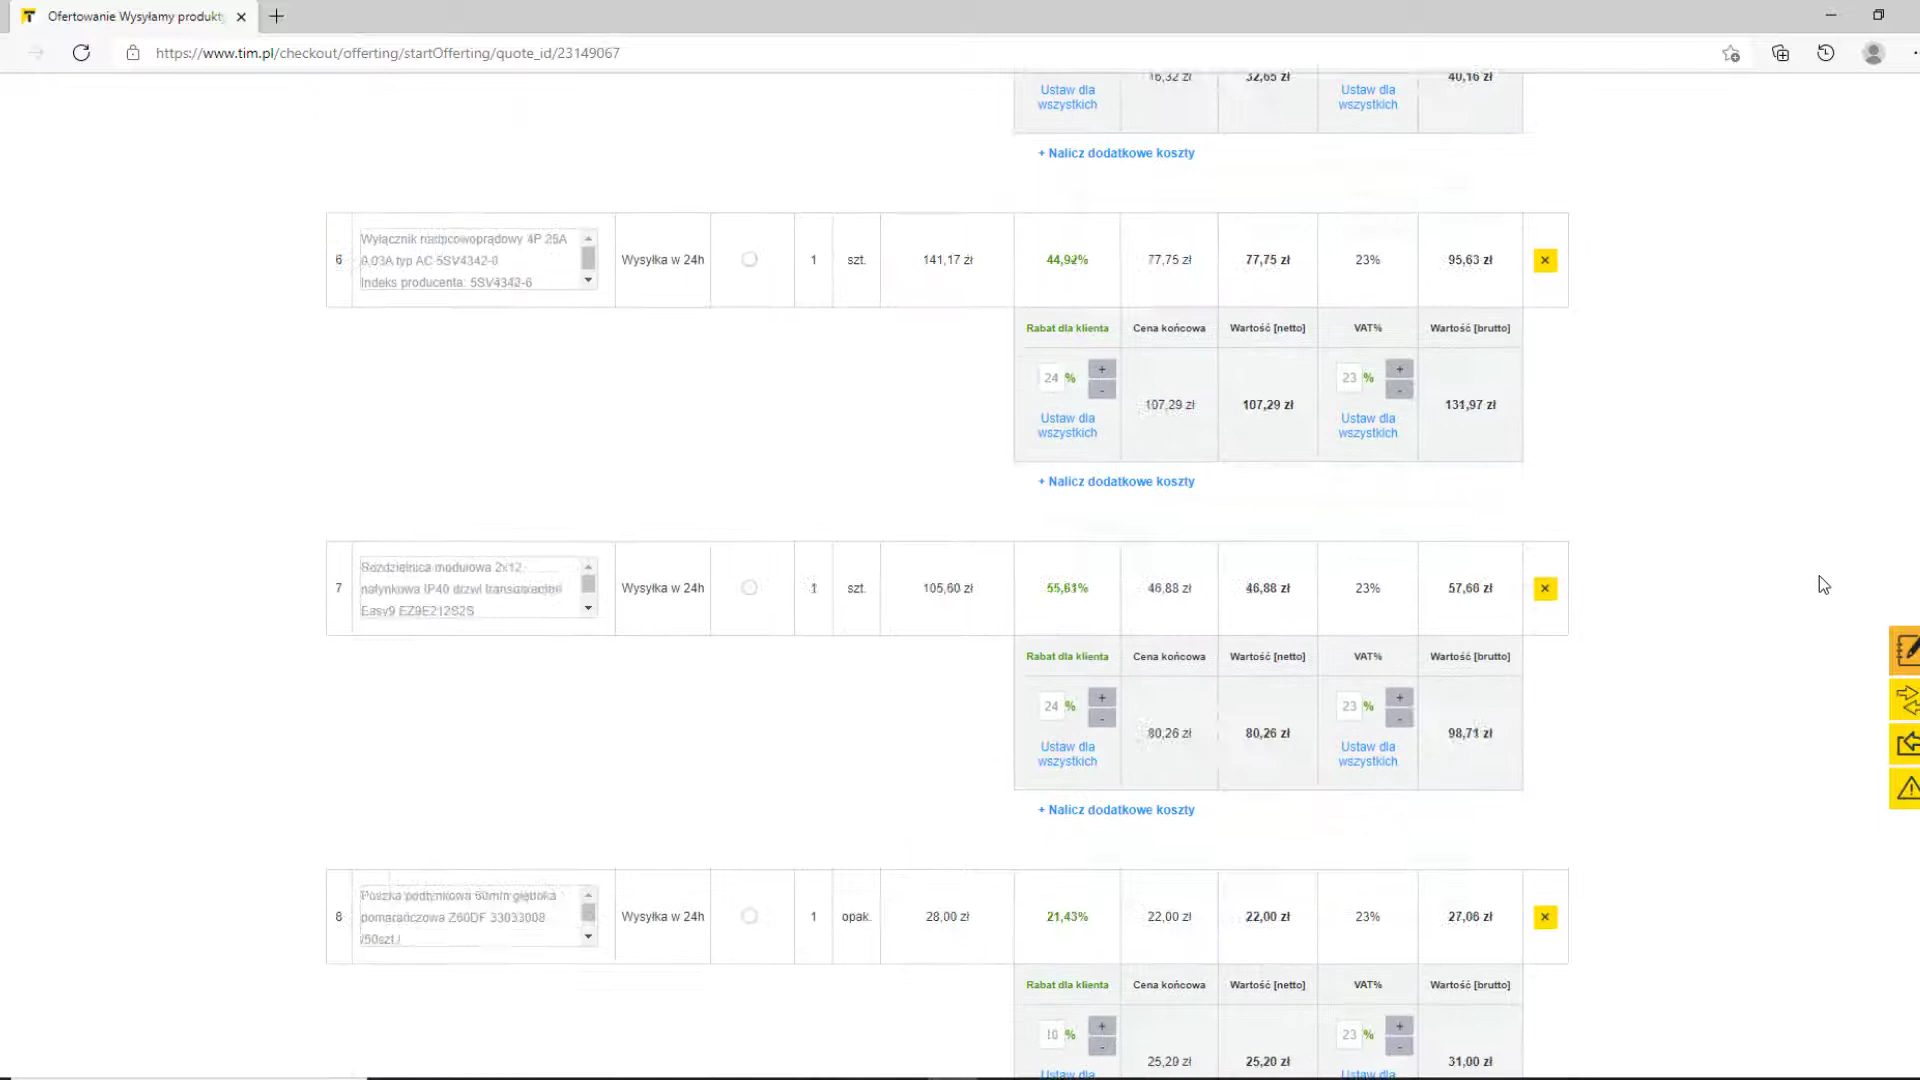 Ofertowanie Wysyłamy produkt
https://www.tim.pl/checkout/offerting/startOfferting/quote_id/23149067
16,32 zł 32,65 zł 40,16 zł
Ustaw dla wszystkich Ustaw dla wszystkich
+ Nalicz dodatkowe koszty
6 Wysyłka w 24h 1 szt. 141,17 zł 44,92% 77,75 zł 77,75 zł 23% 95,63 zł ×
Wyłącznik 4P 25A
0.03A typ AC
Indeks producenta: 5SV4342-6
Rabat dla klienta Cena końcowa Wartość [netto] VAT% Wartość [brutto]
24 % + - 107,29 zł 107,29 zł 23 % + - 131,97 zł
Ustaw dla wszystkich Ustaw dla wszystkich
+ Nalicz dodatkowe koszty
7 Wysyłka w 24h 1 szt. 105,60 zł 55,61% 46,88 zł 46,88 zł 23% 57,66 zł ×
2x12
IP40 drzwi
Easy9 EZ9E212S2S
Rabat dla klienta Cena końcowa Wartość [netto] VAT% Wartość [brutto]
24 % + - 80,26 zł 80,26 zł 23 % + - 98,71 zł
Ustaw dla wszystkich Ustaw dla wszystkich
+ Nalicz dodatkowe koszty
8 Wysyłka w 24h 1 opak. 28,00 zł 21,43% 22,00 zł 22,00 zł 23% 27,06 zł ×
Puszka podtynkowa 60mm głęboka
pomarańczowa Z60DF 33033008
/50szt./
Rabat dla klienta Cena końcowa Wartość [netto] VAT% Wartość [brutto]
10 % + - 25,20 zł 25,20 zł 23 % + - 31,00 zł
Ustaw dla Ustaw dla